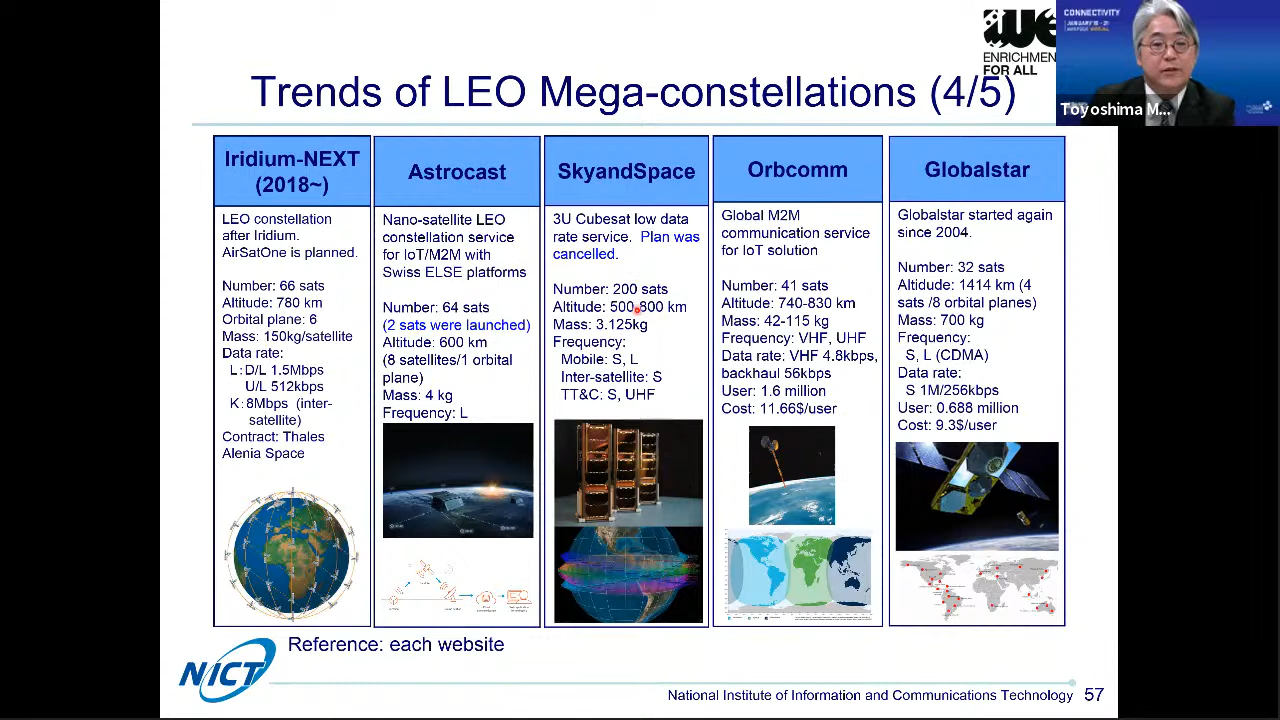 ENRICHMENT
FOR ALL
CONNECTIVITY
Toyoshima M...
Trends of LEO Mega-constellations (4/5)
Iridium-NEXT
(2018~)
LEO constellation
after Iridium.
AirSatOne is planned.
Number: 66 sats
Altitude: 780 km
Orbital plane: 6
Mass: 150kg/satellite
Data rate:
L: D/L 1.5Mbps
U/L 512kbps
K: 8Mbps (inter-
satellite)
Contract: Thales
Alenia Space
Astrocast
Nano-satellite LEO
constellation service
for IoT/M2M with
Swiss ELSE platforms
Number: 64 sats
(2 sats were launched)
Altitude: 600 km
(8 satellites/1 orbital
plane)
Mass: 4 kg
Frequency: L
SkyandSpace
3U Cubesat low data
rate service. Plan was
cancelled.
Number: 200 sats
Altitude: 500-800 km
Mass: 3.125kg
Frequency:
Mobile: S, L
Inter-satellite: S
TT&C: S, UHF
Orbcomm
Global M2M
communication service
for IoT solution
Number: 41 sats
Altitude: 740-830 km
Mass: 42-115 kg
Frequency: VHF, UHF
Data rate: VHF 4.8kbps,
backhaul 56kbps
User: 1.6 million
Cost: 11.66$/user
Globalstar
Globalstar started again
since 2004.
Number: 32 sats
Altidude: 1414 km (4
sats /8 orbital planes)
Mass: 700 kg
Frequency:
S, L (CDMA)
Data rate:
S 1M/256kbps
User: 0.688 million
Cost: 9.3$/user
Reference: each website
NICT
National Institute of Information and Communications Technology 57